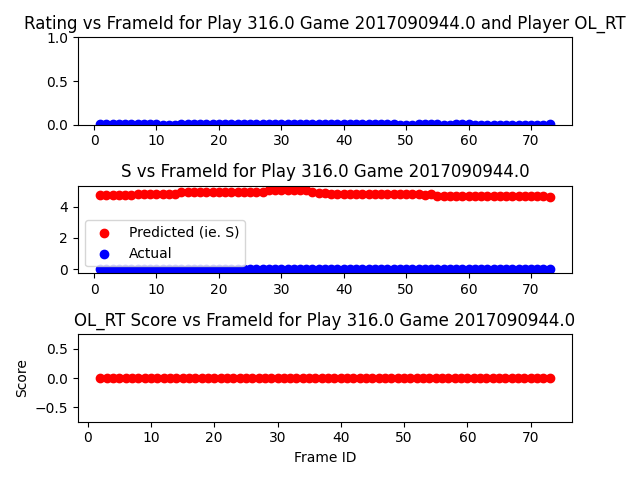 Rating vs FrameId for Play 316.0 Game 2017090944.0 and Player OL_RT
1.0
0.5
0.0
0 10 20 30 40 50 60 70
S vs FrameId for Play 316.0 Game 2017090944.0
4
2
0
Predicted (ie. S)
Actual
0 10 20 30 40 50 60 70
OL_RT Score vs FrameId for Play 316.0 Game 2017090944.0
Score
0.5
0.0
−0.5
0 10 20 30 40 50 60 70
Frame ID